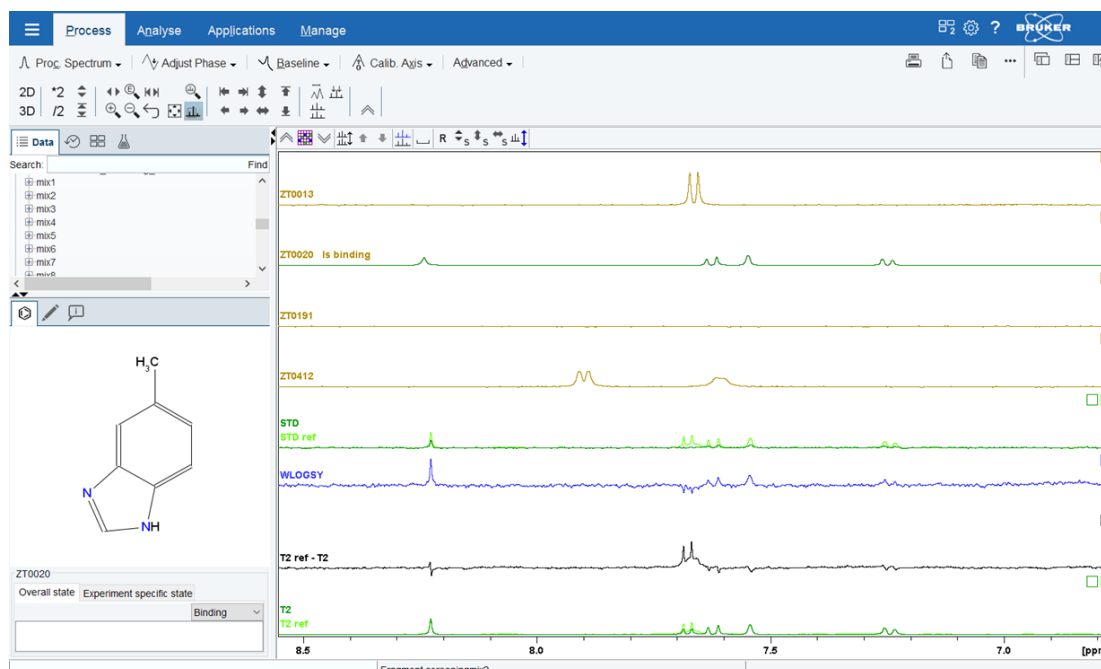 Process Analyse Applications Manage 2 ? BRUKER
Proc. Spectrum Adjust Phase Baseline Calib. Axis Advanced
2D *2
3D /2
Data R S S S
Search: Find
mix1
mix2
mix3
mix4
mix5
mix6
mix7
mix8
H3C
N
NH
ZT0020
Overall state Experiment specific state
Binding
ZT0013
ZT0020 Is binding
ZT0191
ZT0412
STD
STD ref
WLOGSY
T2 ref - T2
T2
T2 ref
8.5 8.0 7.5 7.0 [ppm